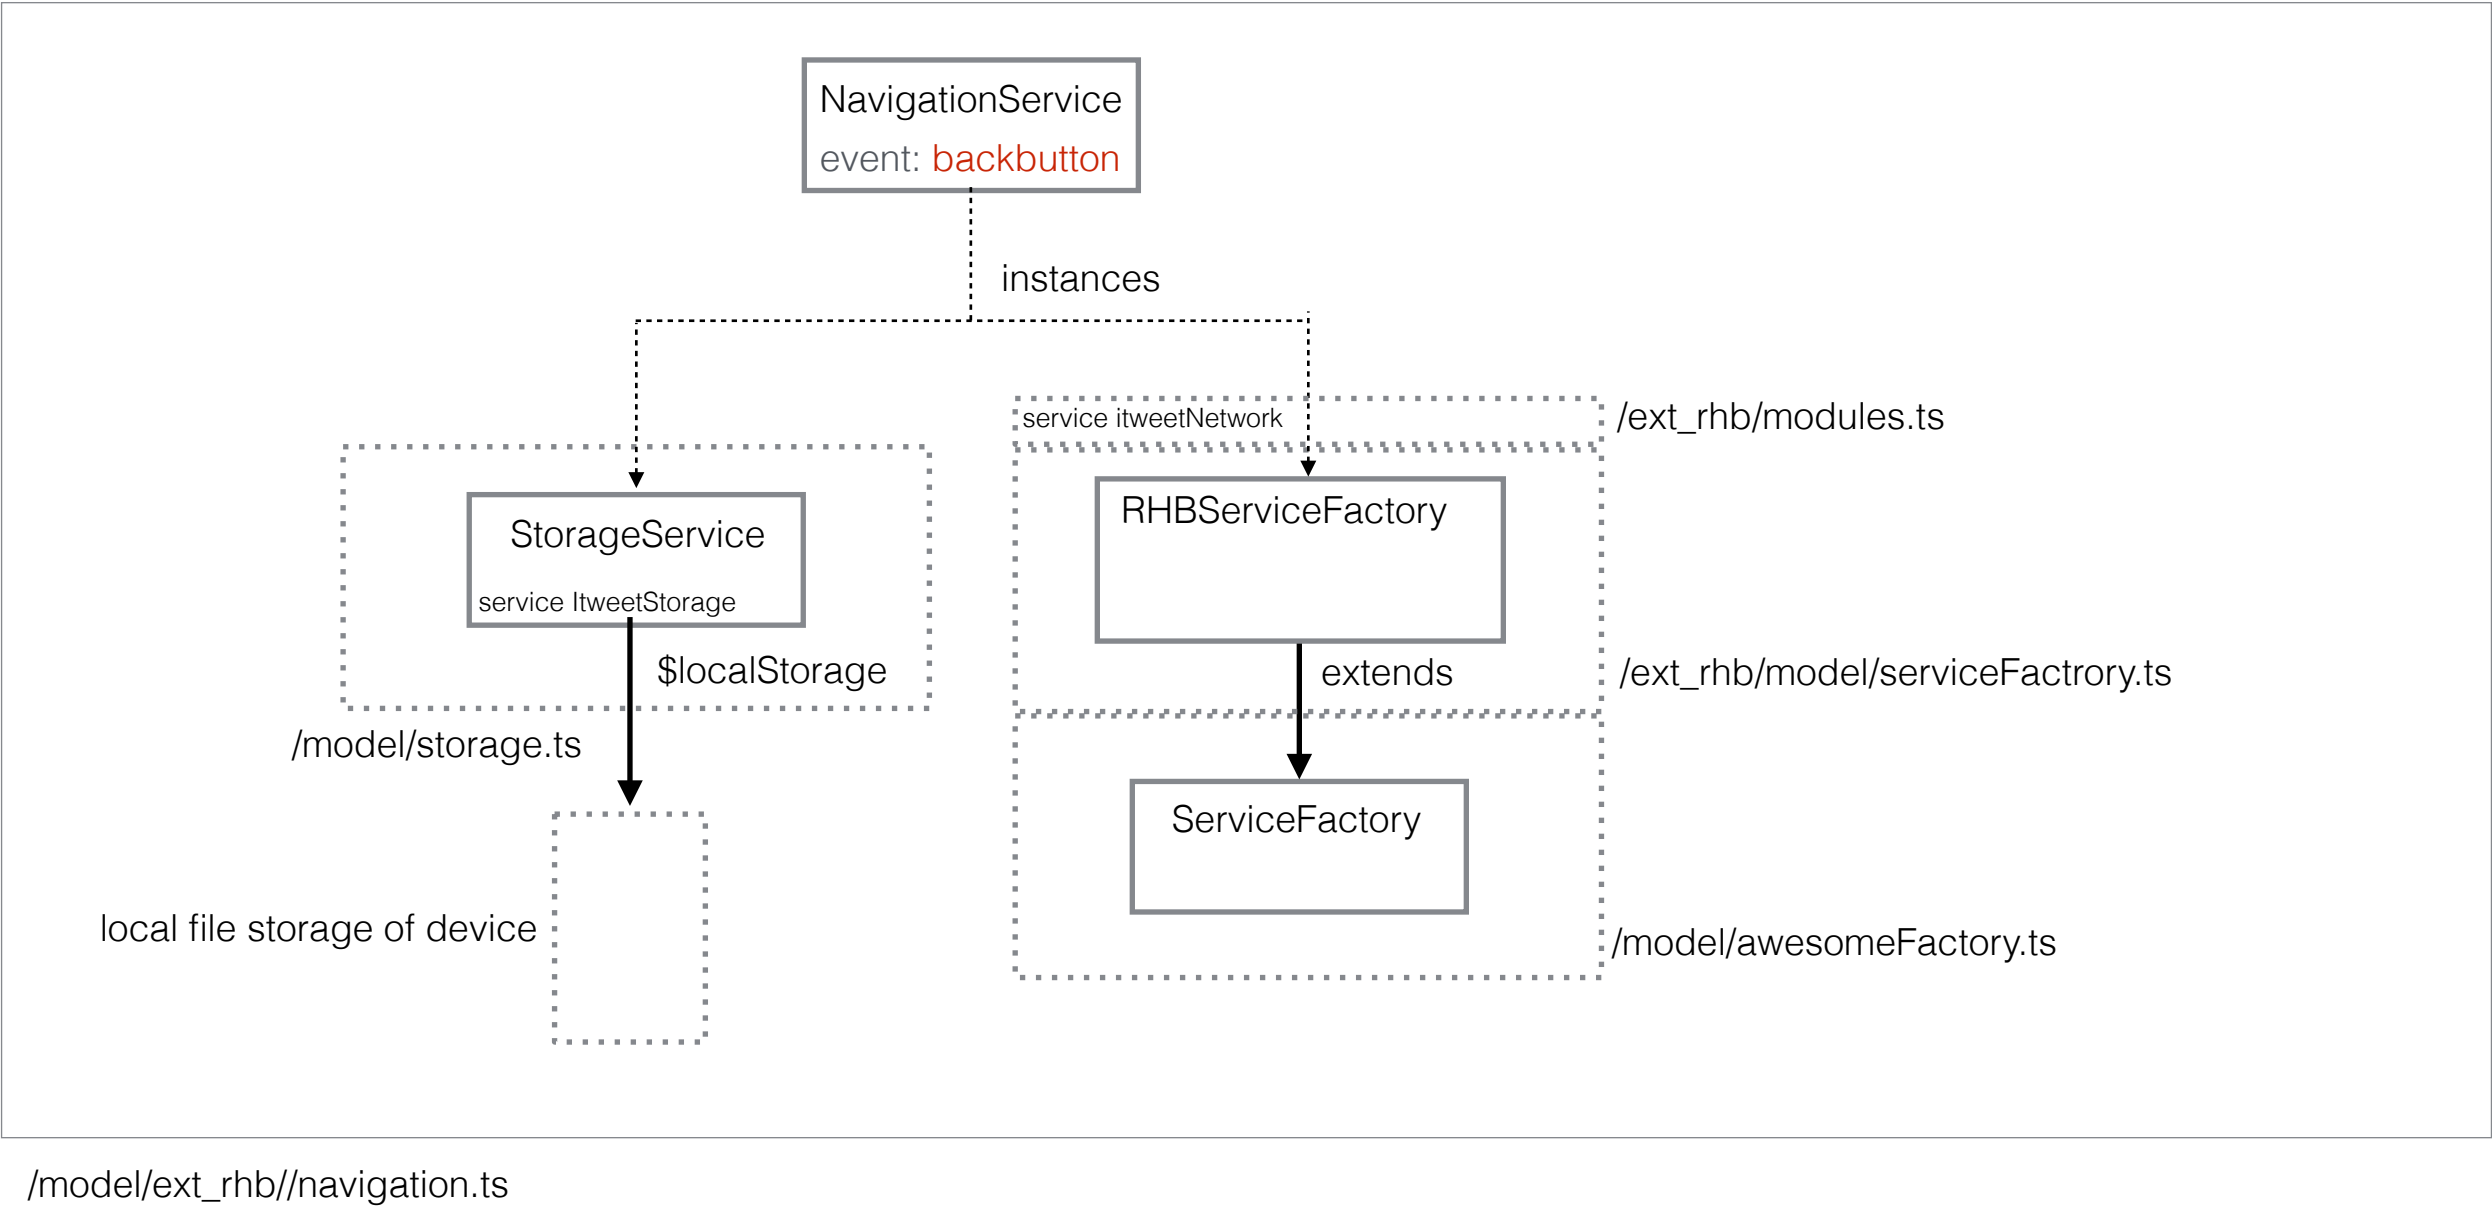 NavigationService
event: backbutton
instances
service itweetNetwork
/ext_rhb/modules.ts
RHBServiceFactory
StorageService
service ItweetStorage
$localStorage
extends
/ext_rhb/model/serviceFactrory.ts
/model/storage.ts
ServiceFactory
local file storage of device
/model/awesomeFactory.ts
/model/ext_rhb//navigation.ts